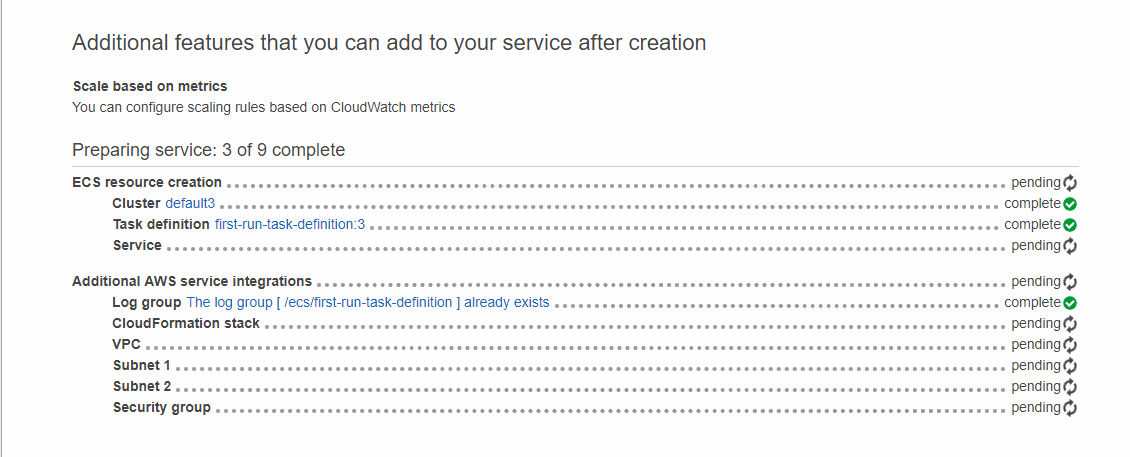 Additional features that you can add to your service after creation
Scale based on metrics
You can configure scaling rules based on CloudWatch metrics
Preparing service: 3 of 9 complete
ECS resource creation pending
Cluster default3 complete
Task definition first-run-task-definition:3 complete
Service pending
Additional AWS service integrations pending
Log group The log group [ /ecs/first-run-task-definition ] already exists complete
CloudFormation stack pending
VPC pending
Subnet 1 pending
Subnet 2 pending
Security group pending